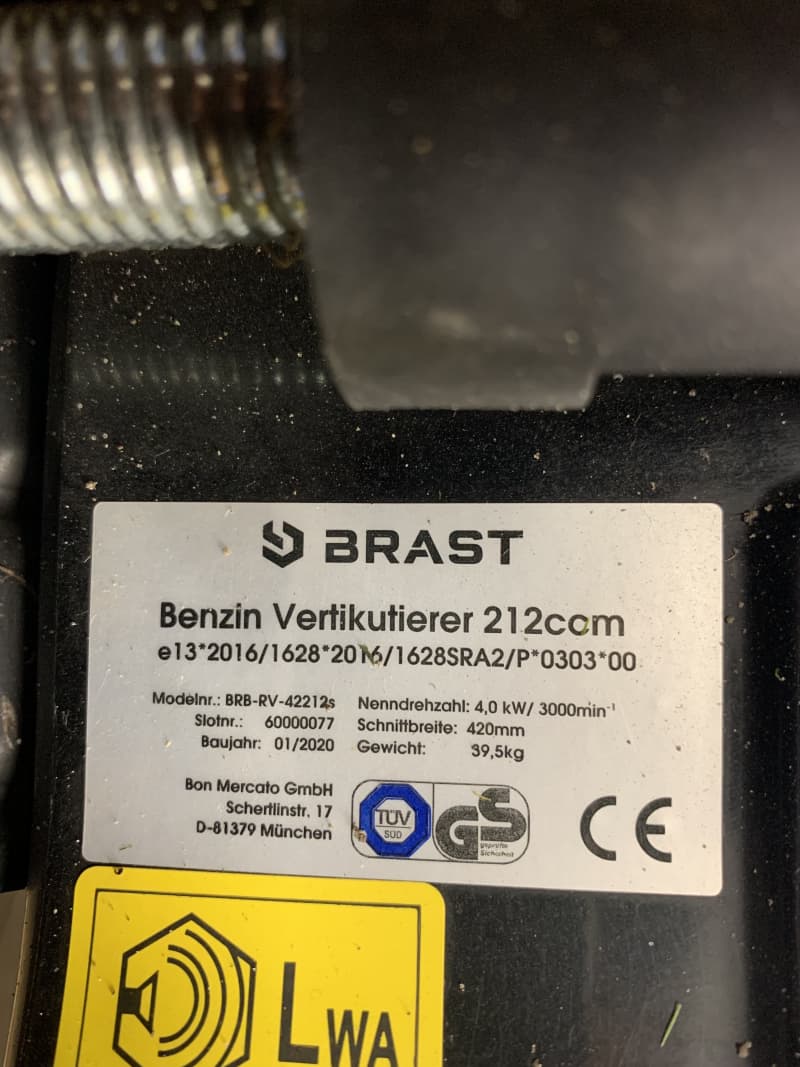 BRAST
Benzin Vertikutierer 212ccm
e13*2016/1628*2016/1628SRA2/P*0303*00
Modelnr.: BRB-RV-42212s
Slotnr.: 60000077
Baujahr: 01/2020
Nenndrehzahl: 4,0 kW/ 3000min⁻¹
Schnittbreite: 420mm
Gewicht: 39,5kg
Bon Mercato GmbH
Schertlinstr. 17
D-81379 München
TÜV
SÜD
GS
geprüfte
Sicherheit
CE
LWA